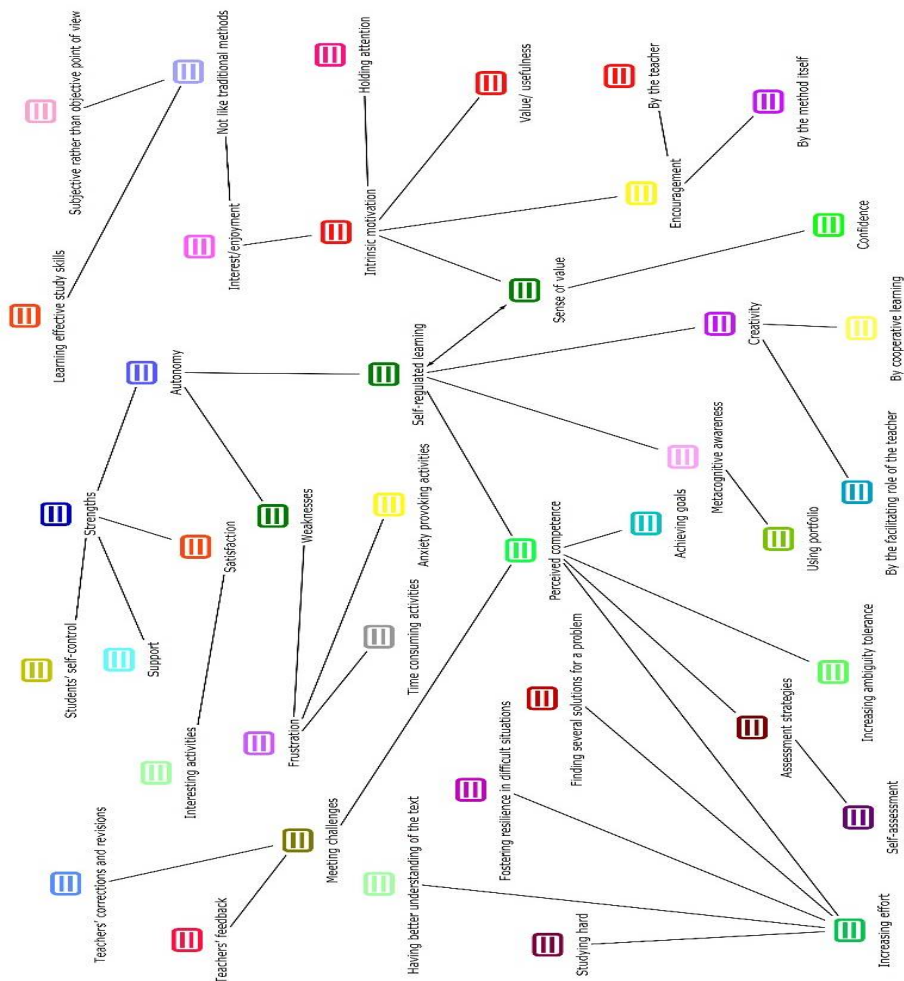 Teachers' corrections and revisions
Students' self-control
Strengths
Learning effective study skills
Subjective rather than objective point of view
Support
Autonomy
Interesting activities
Teachers' feedback
Satisfaction
Interest/enjoyment
Not like traditional methods
Frustration
Weaknesses
Meeting challenges
Intrinsic motivation
Holding attention
Having better understanding of the text
Time consuming activities
Anxiety provoking activities
Self-regulated learning
Fostering resilience in difficult situations
Value/ usefulness
Perceived competence
Sense of value
Studying hard
Finding several solutions for a problem
By the teacher
Achieving goals
Encouragement
Metacognitive awareness
Creativity
Assessment strategies
Using portfolio
By the method itself
Increasing ambiguity tolerance
Confidence
Increasing effort
Self-assessment
By the facilitating role of the teacher
By cooperative learning